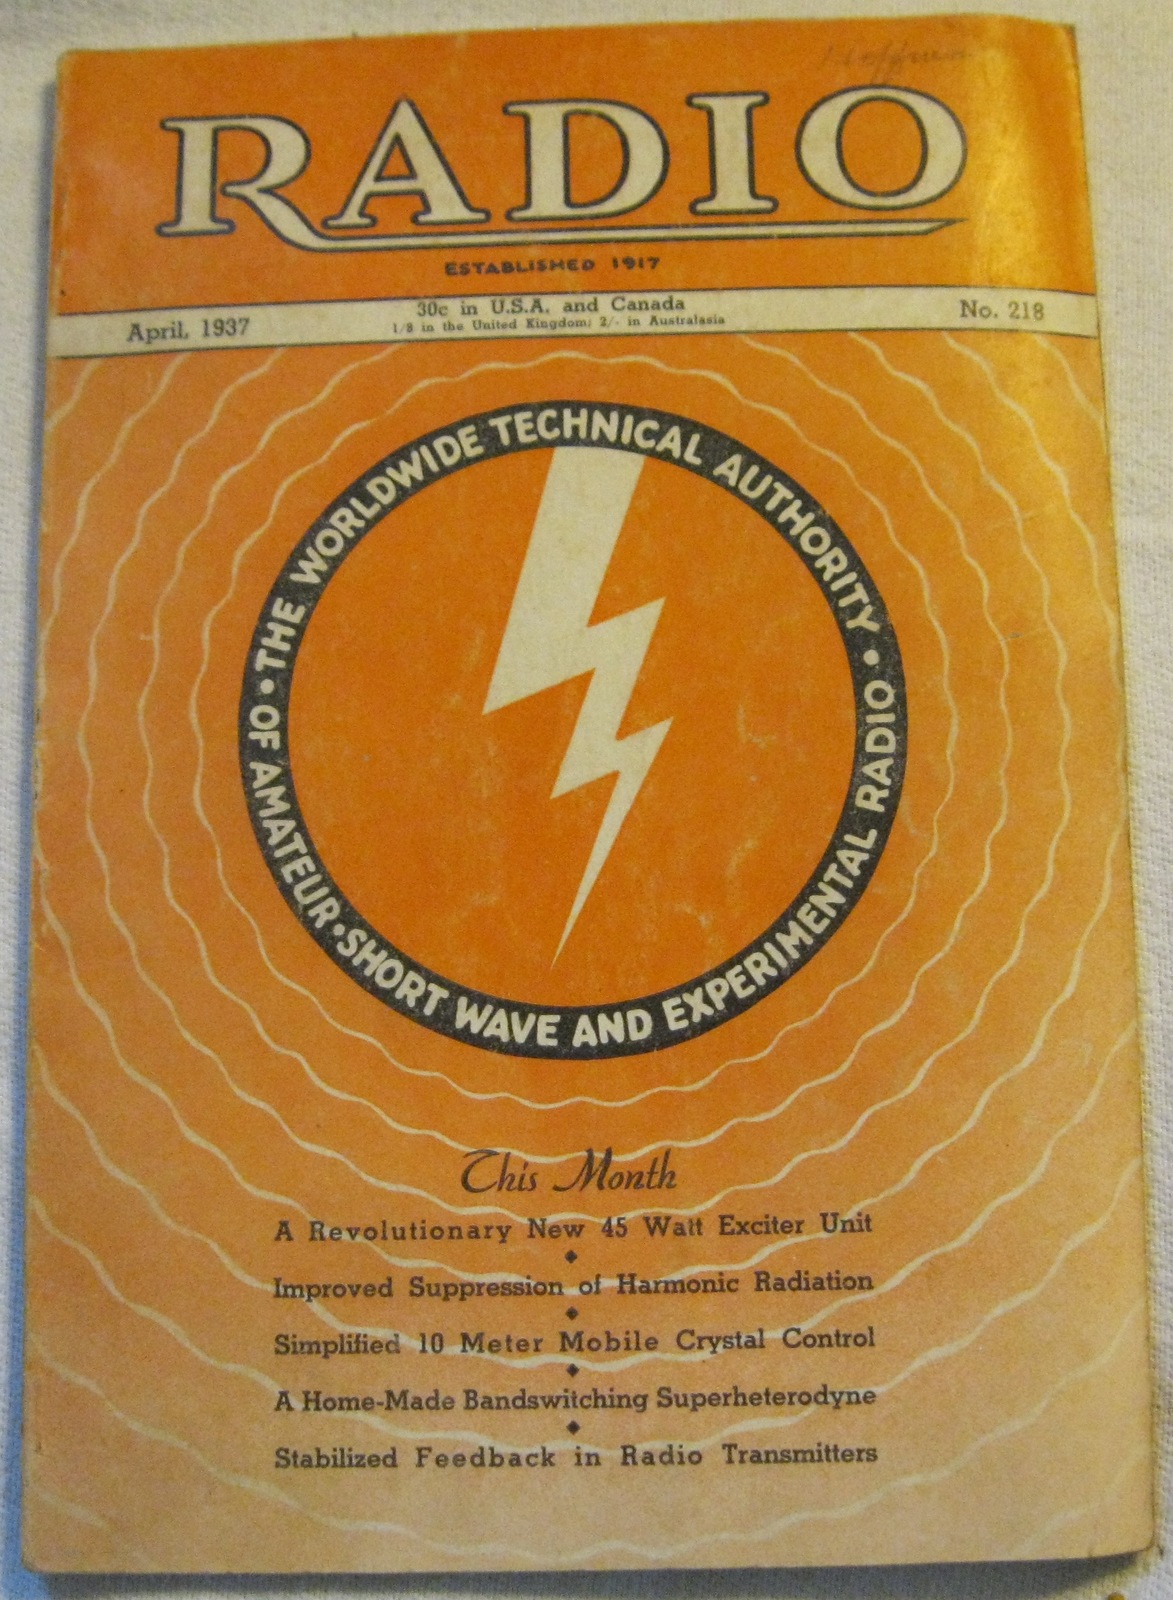 RADIO
ESTABLISHED 1917
April, 1937
30c in U.S.A. and Canada
1/8 in the United Kingdom; 2/- in Australasia
No. 218
• THE WORLDWIDE TECHNICAL AUTHORITY •
OF AMATEUR • SHORT WAVE AND EXPERIMENTAL RADIO
This Month
A Revolutionary New 45 Watt Exciter Unit
Improved Suppression of Harmonic Radiation
Simplified 10 Meter Mobile Crystal Control
A Home-Made Bandswitching Superheterodyne
Stabilized Feedback in Radio Transmitters